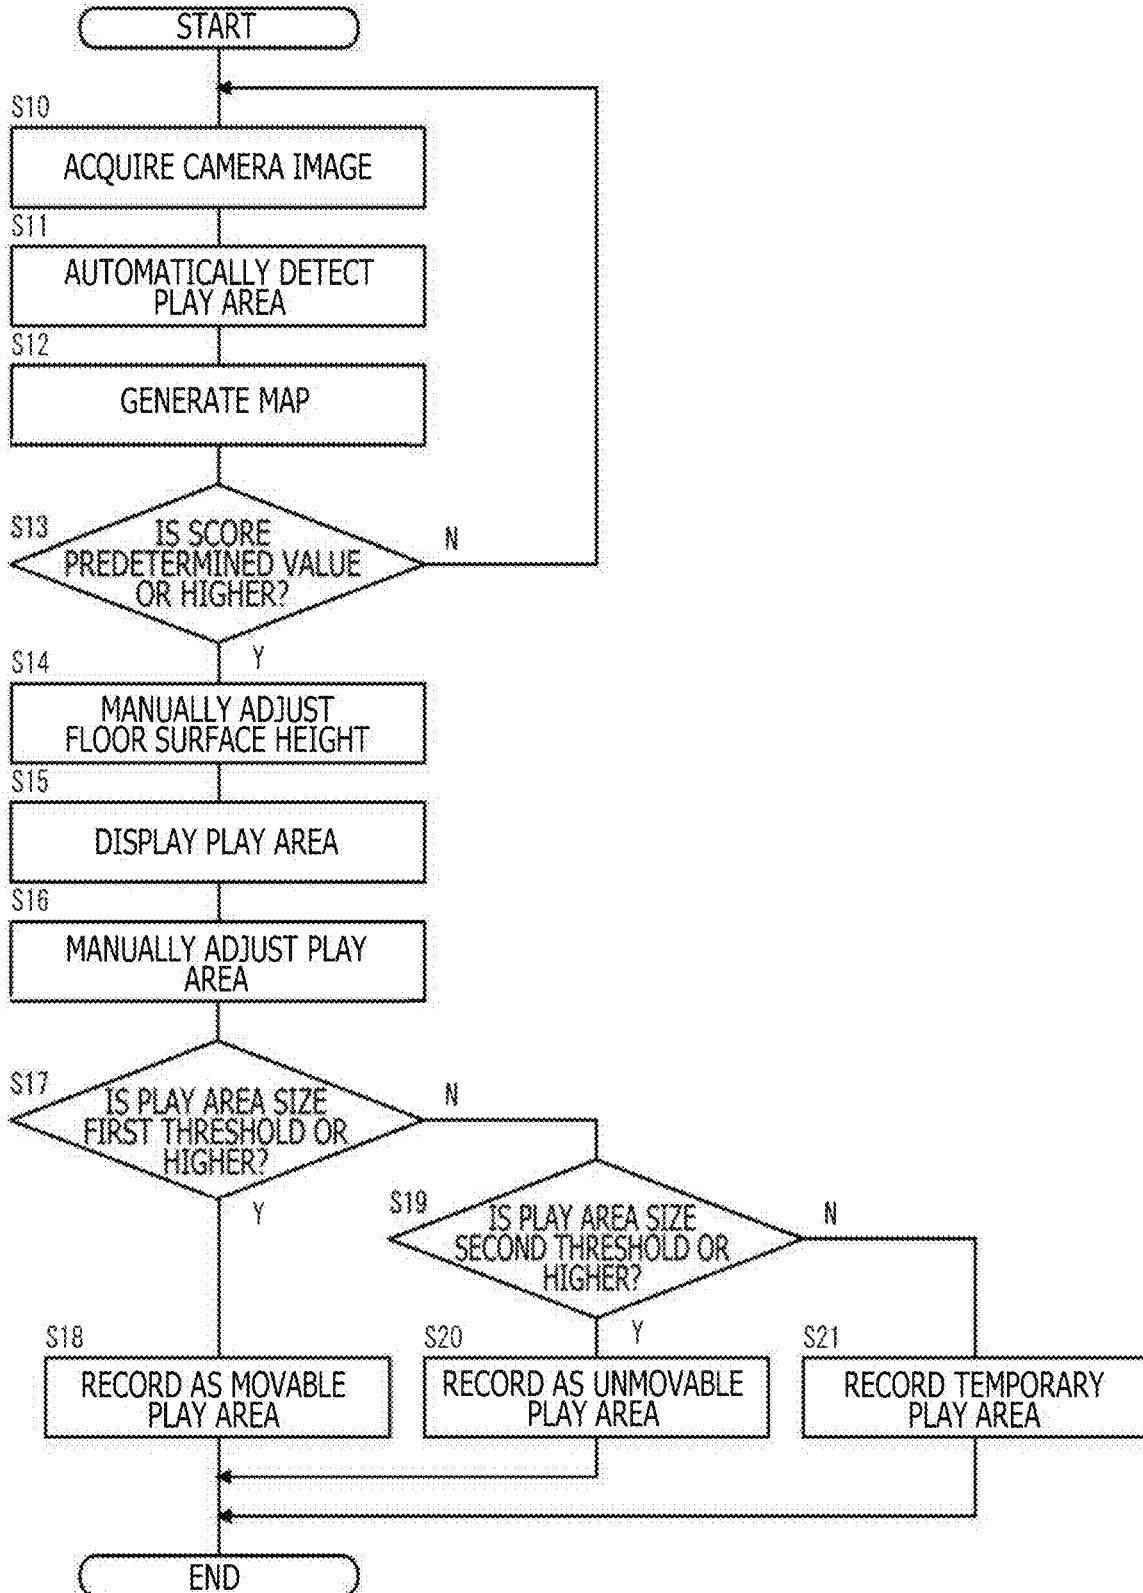 START
S10
ACQUIRE CAMERA IMAGE
S11
AUTOMATICALLY DETECT
PLAY AREA
S12
GENERATE MAP
S13
IS SCORE
PREDETERMINED VALUE
OR HIGHER?
N
Y
S14
MANUALLY ADJUST
FLOOR SURFACE HEIGHT
S15
DISPLAY PLAY AREA
S16
MANUALLY ADJUST PLAY
AREA
S17
IS PLAY AREA SIZE
FIRST THRESHOLD OR
HIGHER?
N
Y
S19
IS PLAY AREA SIZE
SECOND THRESHOLD OR
HIGHER?
N
Y
S18
RECORD AS MOVABLE
PLAY AREA
S20
RECORD AS UNMOVABLE
PLAY AREA
S21
RECORD TEMPORARY
PLAY AREA
END